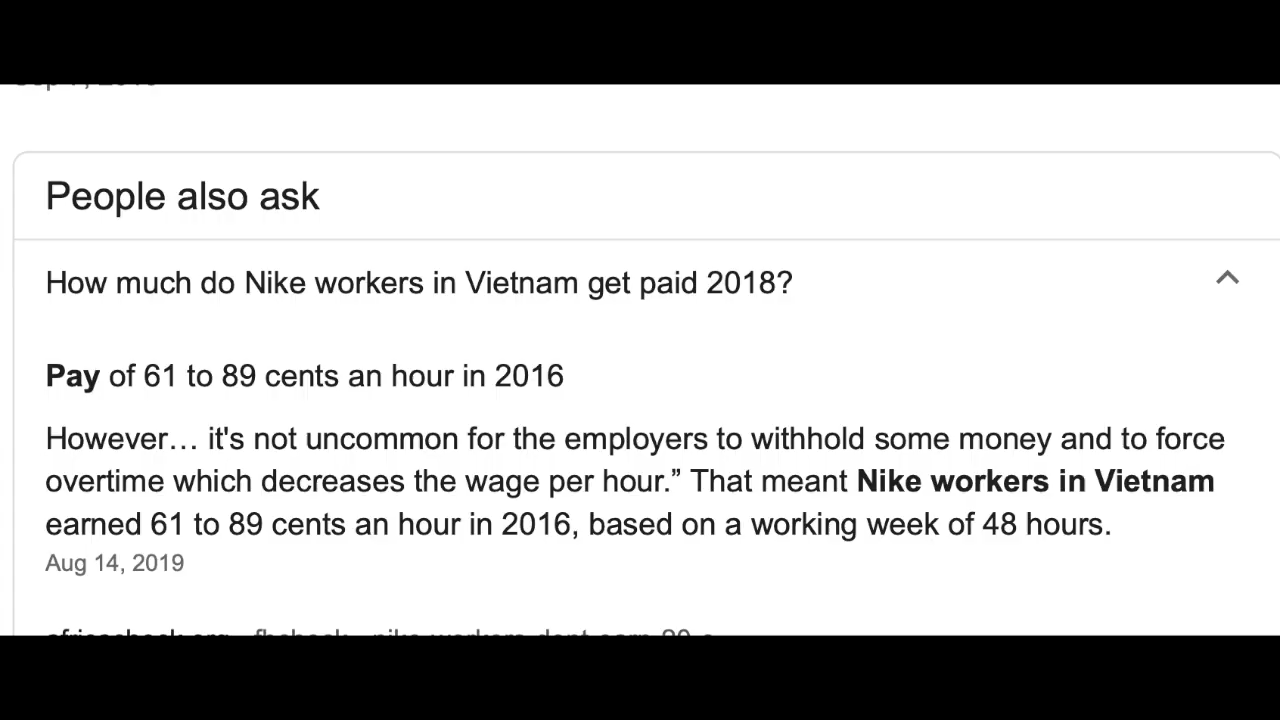 People also ask
How much do Nike workers in Vietnam get paid 2018?
Pay of 61 to 89 cents an hour in 2016
However… it's not uncommon for the employers to withhold some money and to force
overtime which decreases the wage per hour.” That meant Nike workers in Vietnam
earned 61 to 89 cents an hour in 2016, based on a working week of 48 hours.
Aug 14, 2019